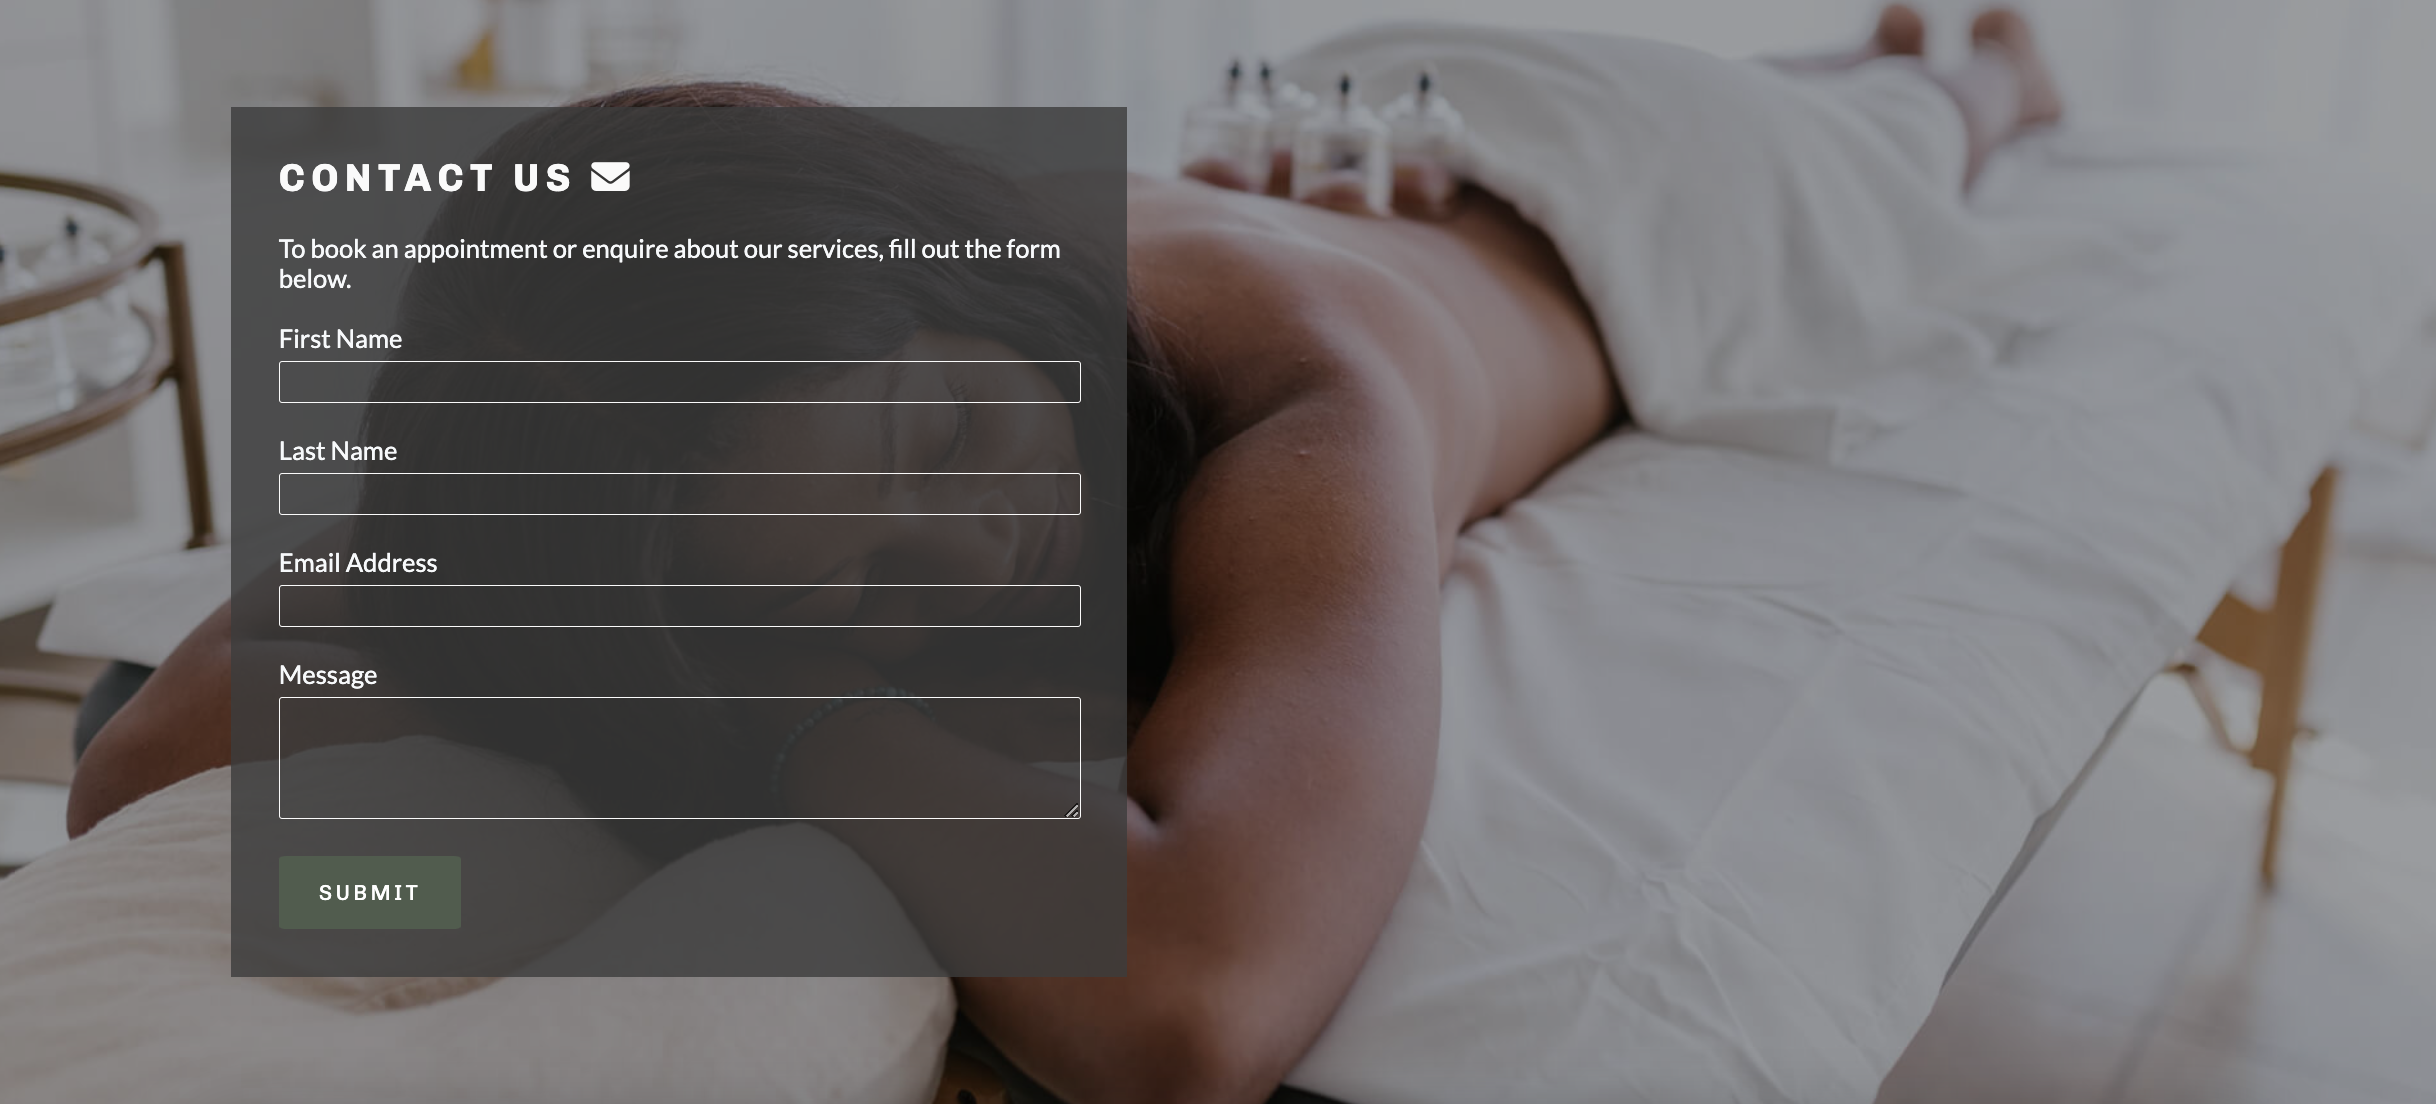 CONTACT US
To book an appointment or enquire about our services, fill out the form
below.
First Name
Last Name
Email Address
Message
SUBMIT